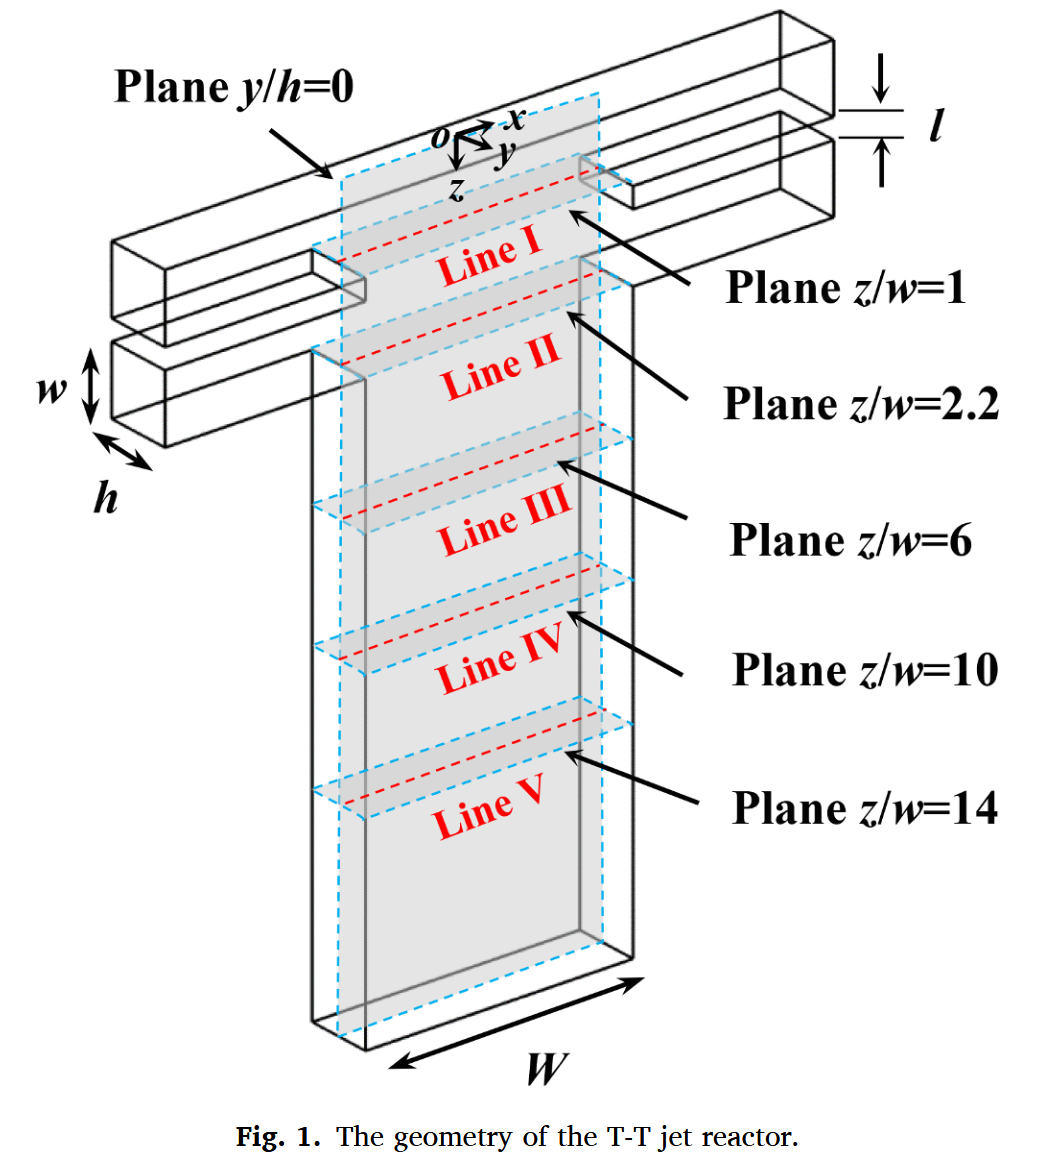 Plane y/h=0
o
x
y
z
l
Line I
Plane z/w=1
Line II
w
Plane z/w=2.2
h
Line III
Plane z/w=6
Line IV
Plane z/w=10
Line V
Plane z/w=14
W
Fig. 1. The geometry of the T-T jet reactor.